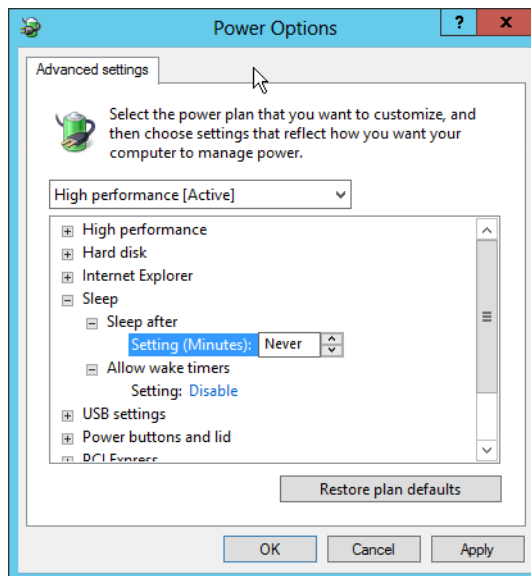 Power Options
?
x
Advanced settings
Select the power plan that you want to customize, and
then choose settings that reflect how you want your
computer to manage power.
High performance [Active]
High performance
Hard disk
Internet Explorer
Sleep
Sleep after
Setting (Minutes): Never
Allow wake timers
Setting: Disable
USB settings
Power buttons and lid
PCI Express
Restore plan defaults
OK Cancel Apply